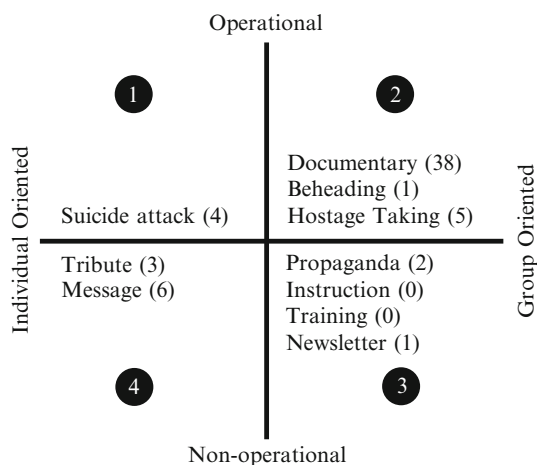 Operational
1
2
Individual Oriented
Group Oriented
Suicide attack (4)
Documentary (38)
Beheading (1)
Hostage Taking (5)
Tribute (3)
Message (6)
Propaganda (2)
Instruction (0)
Training (0)
Newsletter (1)
4
3
Non-operational